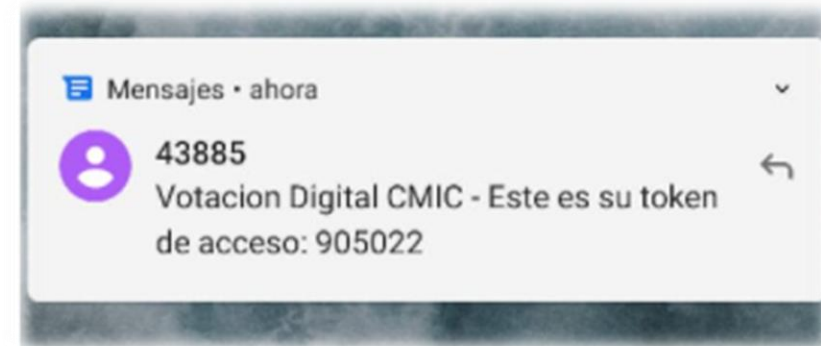 Mensajes • ahora
43885
Votacion Digital CMIC - Este es su token
de acceso: 905022